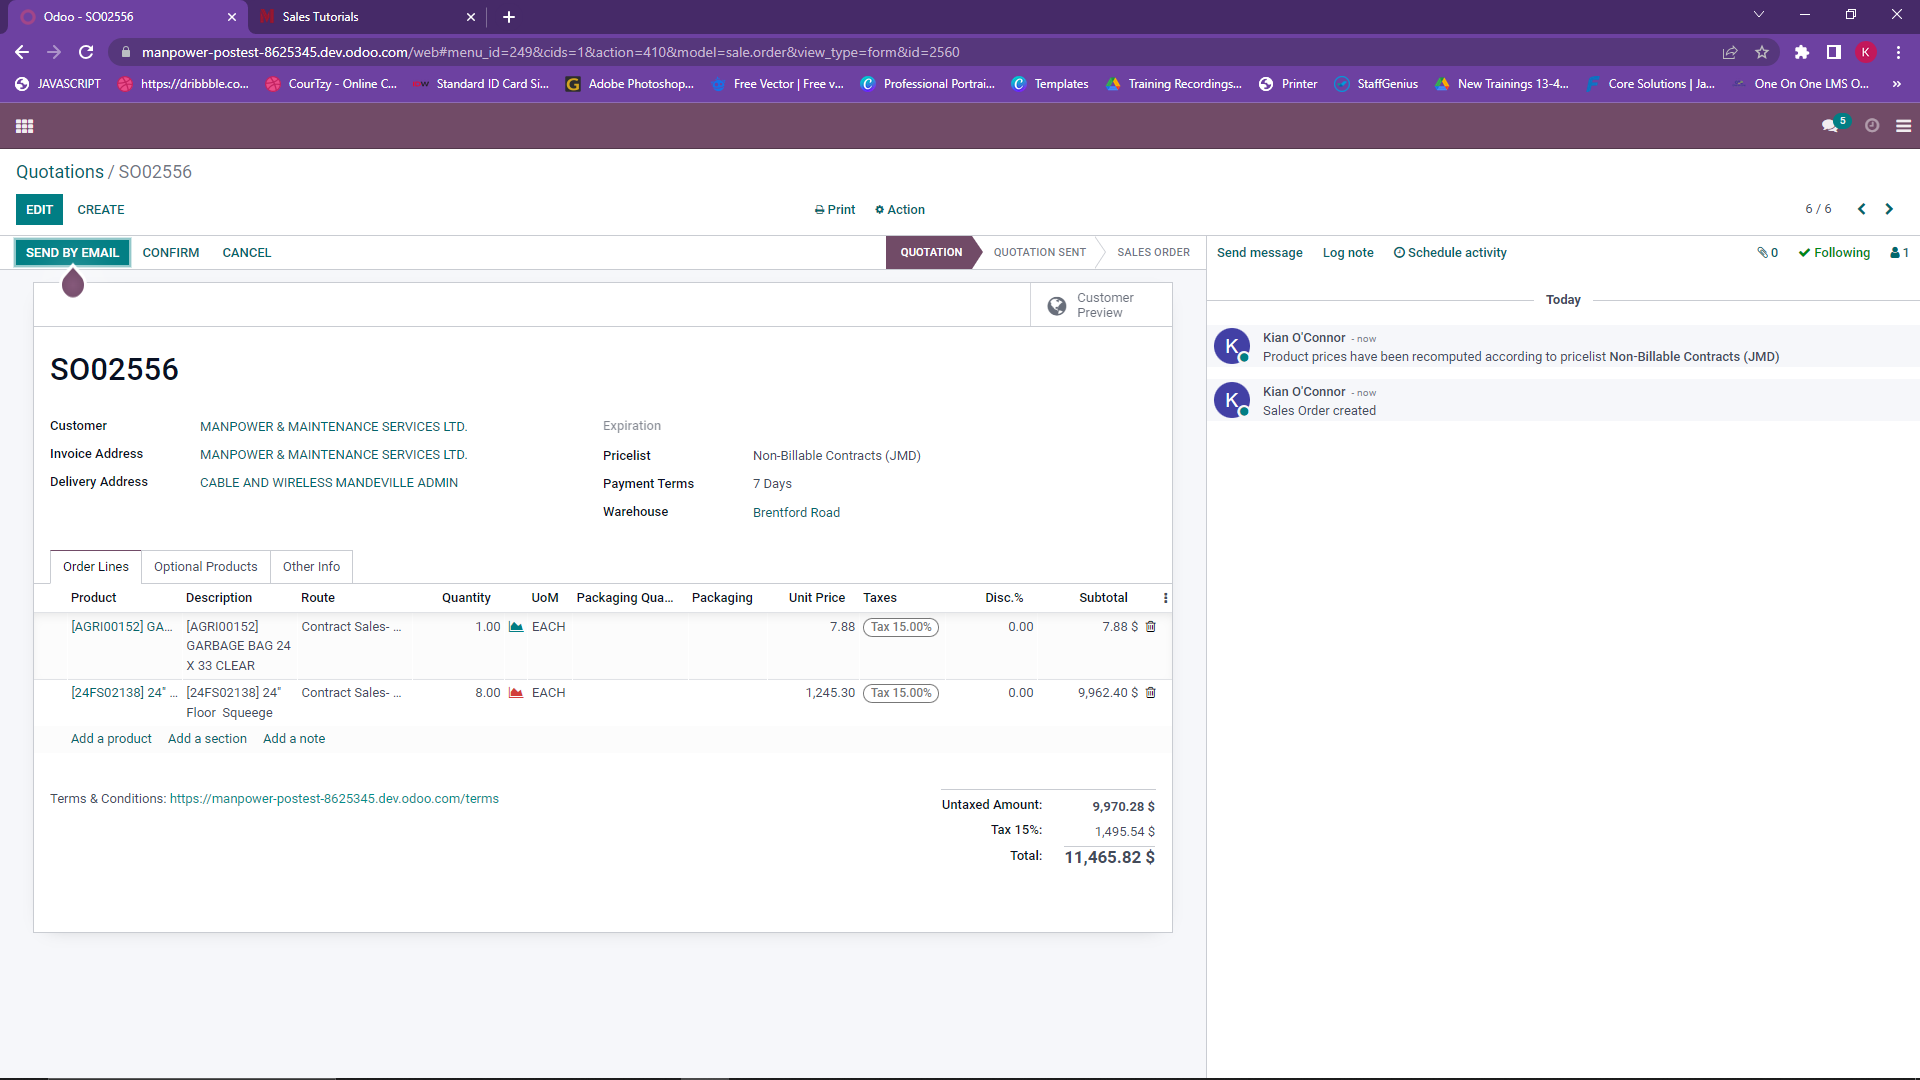 Odoo - SO02556
Sales Tutorials
manpower-postest-8625345.dev.odoo.com/web#menu_id=249&cids=1&action=410&model=sale.order&view_type=form&id=2560
K
JAVASCRIPT
https://dribbble.co...
CourTzy - Online C...
Standard ID Card Si...
Adobe Photoshop...
Free Vector | Free v...
Professional Portrai...
Templates
Training Recordings...
Printer
StaffGenius
New Trainings 13-4...
Core Solutions | Ja...
One On One LMS O...
»
5
Quotations / SO02556
EDIT CREATE Print Action 6 / 6
SEND BY EMAIL CONFIRM CANCEL QUOTATION QUOTATION SENT SALES ORDER
Send message Log note Schedule activity 0 Following 1
Customer
Preview
Today
SO02556
K
Kian O'Connor - now
Product prices have been recomputed according to pricelist Non-Billable Contracts (JMD)
K
Kian O'Connor - now
Sales Order created
Customer MANPOWER & MAINTENANCE SERVICES LTD.
Invoice Address MANPOWER & MAINTENANCE SERVICES LTD.
Delivery Address CABLE AND WIRELESS MANDEVILLE ADMIN
Expiration
Pricelist Non-Billable Contracts (JMD)
Payment Terms 7 Days
Warehouse Brentford Road
Order Lines Optional Products Other Info
Product Description Route Quantity UoM Packaging Qua... Packaging Unit Price Taxes Disc.% Subtotal
[AGRI00152] GA... [AGRI00152] Contract Sales- ... 1.00 EACH 7.88 Tax 15.00% 0.00 7.88 $
GARBAGE BAG 24
X 33 CLEAR
[24FS02138] 24" ... [24FS02138] 24" Contract Sales- ... 8.00 EACH 1,245.30 Tax 15.00% 0.00 9,962.40 $
Floor Squeege
Add a product Add a section Add a note
Terms & Conditions: https://manpower-postest-8625345.dev.odoo.com/terms
Untaxed Amount: 9,970.28 $
Tax 15%: 1,495.54 $
Total: 11,465.82 $